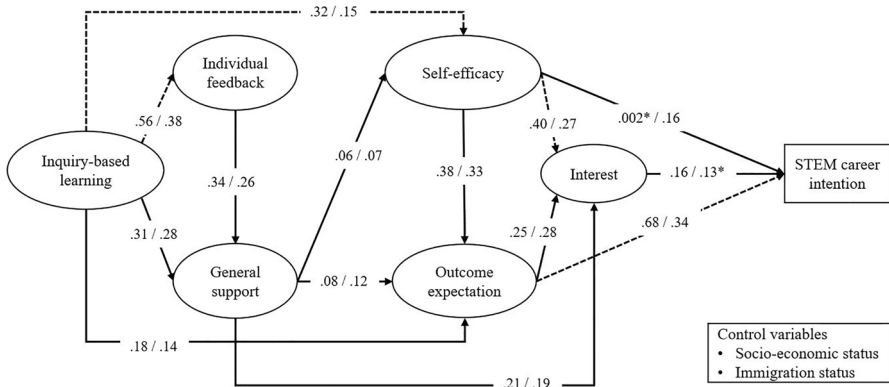 .32 / .15
Individual
feedback
Self-efficacy
.56 / .38
.002* / .16
.40 / .27
.06 / .07
Inquiry-based
learning
.34 / .26
.38 / .33
Interest
.16 / .13*
STEM career
intention
.31 / .28
.25 / .28
.68 / .34
General
support
.08 / .12
Outcome
expectation
.18 / .14
.21 / .19
Control variables
• Socio-economic status
• Immigration status